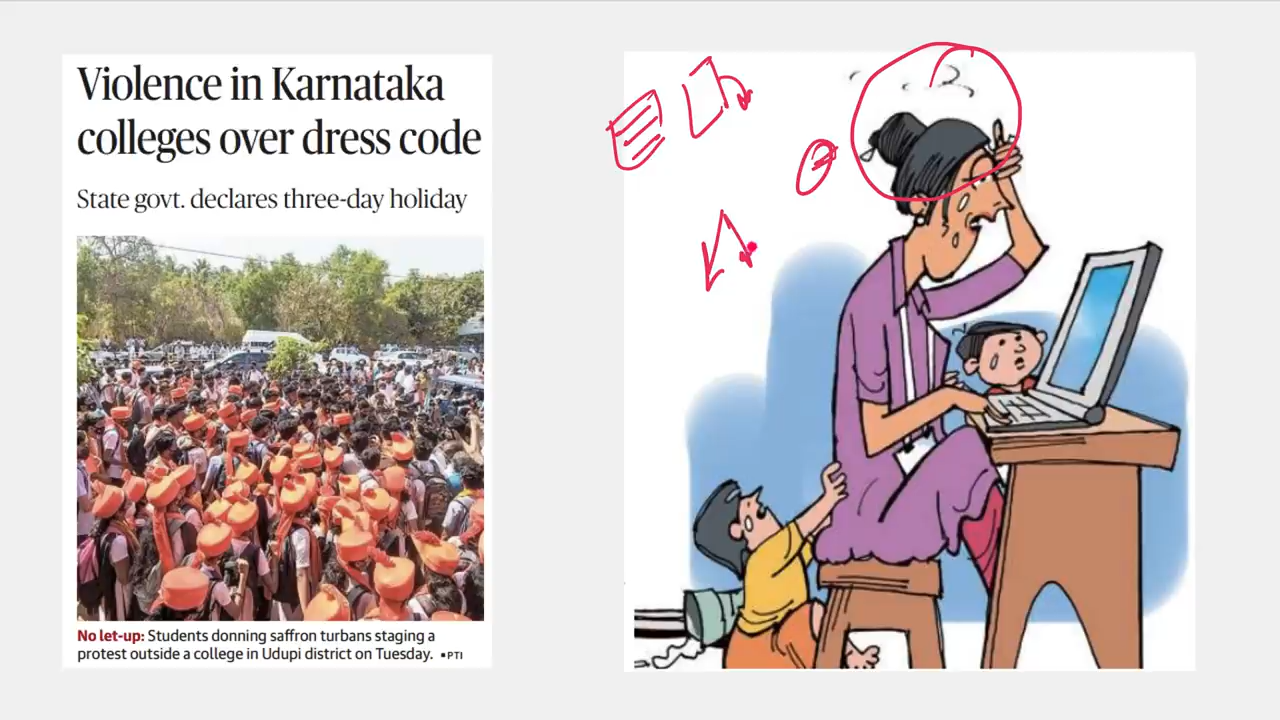 Violence in Karnataka
colleges over dress code
State govt. declares three-day holiday
No let-up: Students donning saffron turbans staging a
protest outside a college in Udupi district on Tuesday. ▪PTI